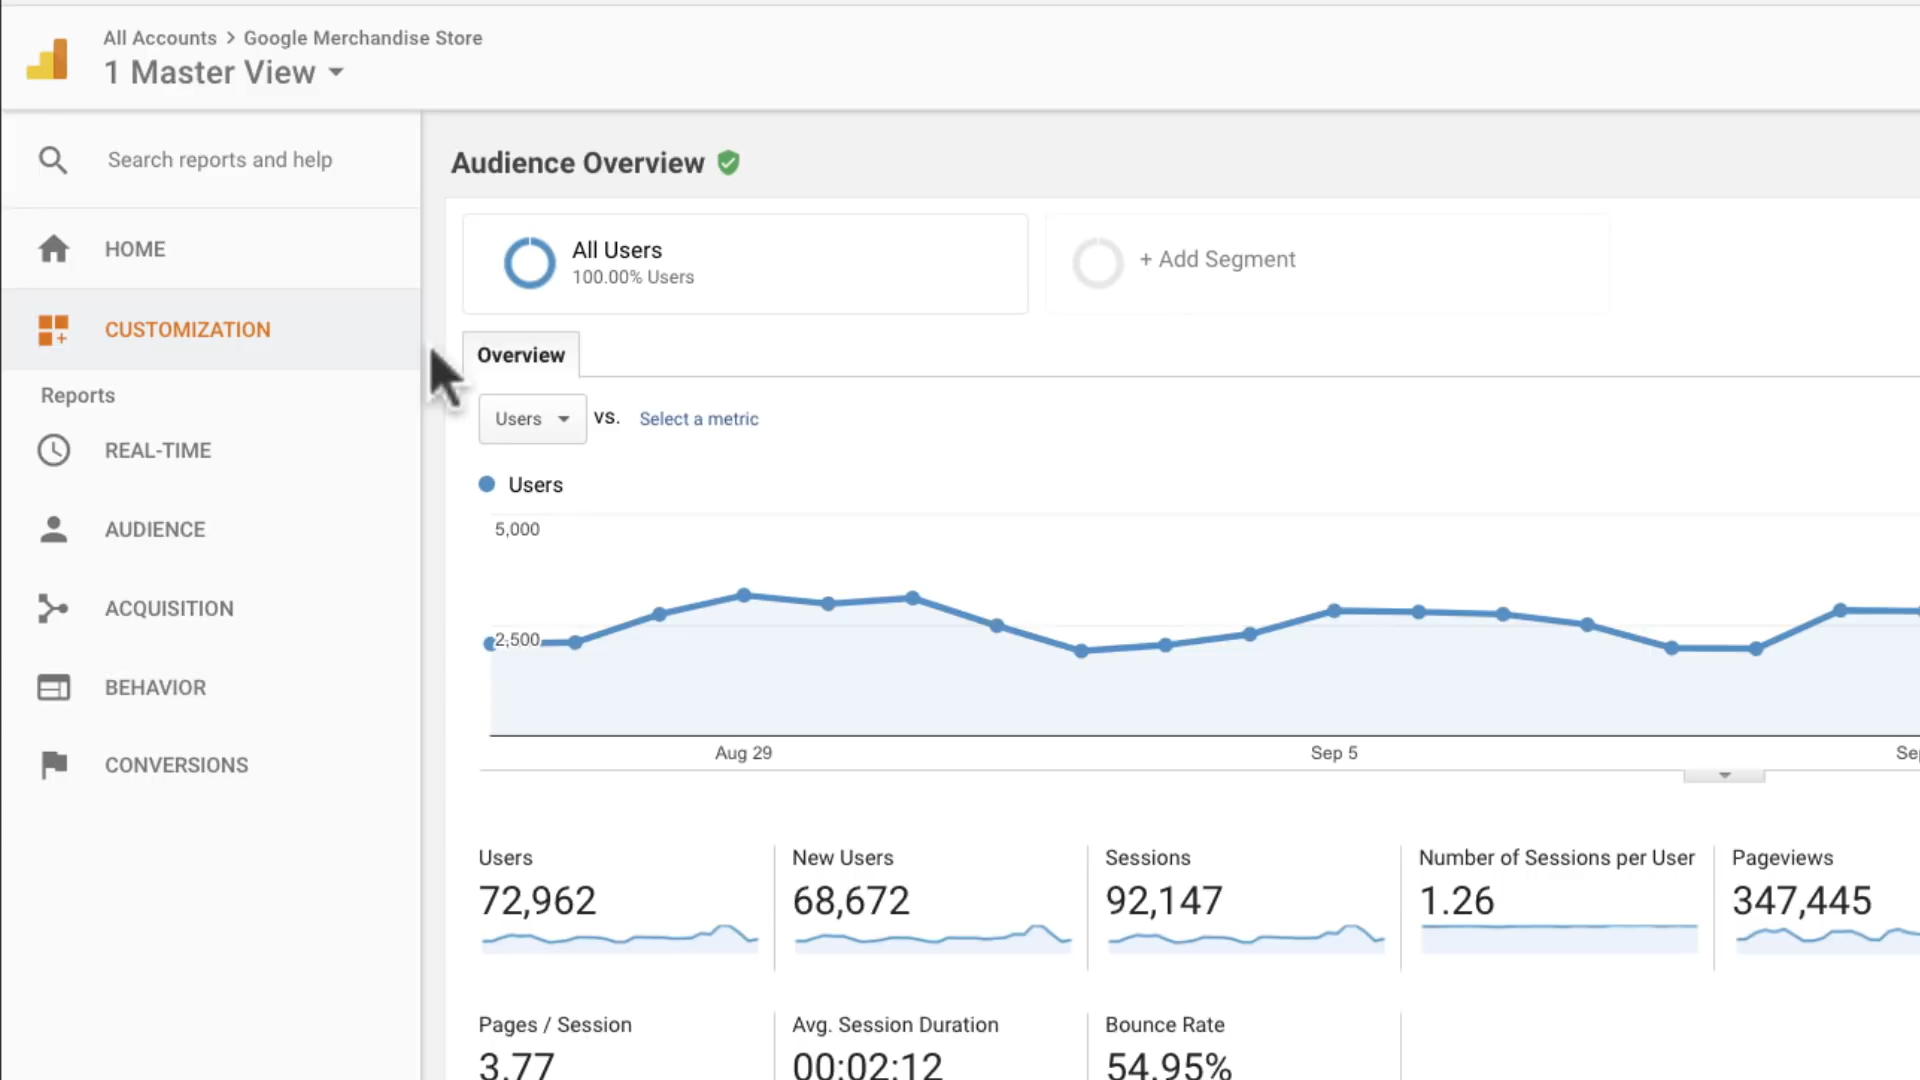 All Accounts > Google Merchandise Store
1 Master View
Search reports and help
HOME
CUSTOMIZATION
Reports
REAL-TIME
AUDIENCE
ACQUISITION
BEHAVIOR
CONVERSIONS
Audience Overview
All Users
100.00% Users
+ Add Segment
Overview
Users
VS.
Select a metric
Users
5,000
2,500
Aug 29
Sep 5
Users
72,962
New Users
68,672
Sessions
92,147
Number of Sessions per User
1.26
Pageviews
347,445
Pages / Session
3.77
Avg. Session Duration
00:02:12
Bounce Rate
54.95%